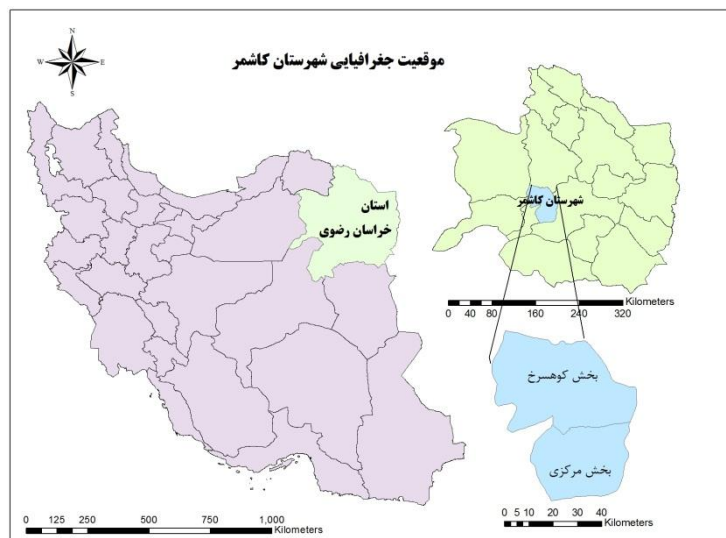 موقعیت جغرافیایی شهرستان کاشمر
N
W E
S
استان
خراسان رضوی
شهرستان کاشمر
Kilometers
0 20 40 80 160 240 320
بخش کوهسرخ
بخش مرکزی
0 5 10 20 30 40
Kilometers
0 125 250 500 750 1,000
Kilometers